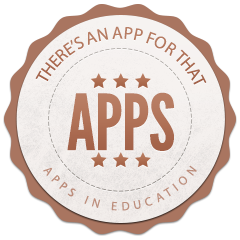 THERE'S AN APP FOR THAT
APPS
APPS IN EDUCATION